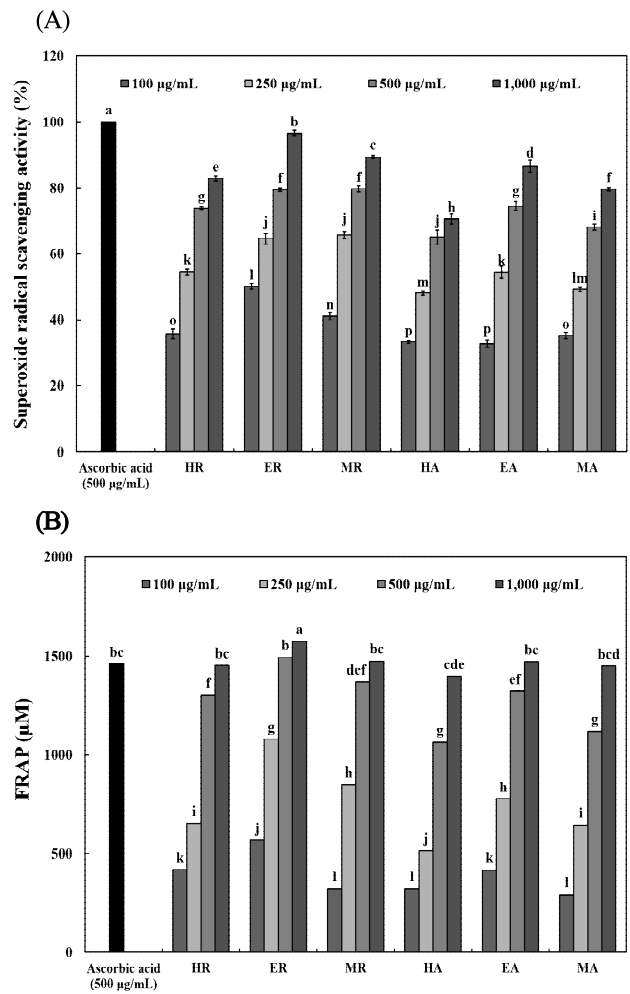 (A)
Superoxide radical scavenging activity (%)
120
100
80
60
40
20
0
100 µg/mL 250 µg/mL 500 µg/mL 1,000 µg/mL
a
o k g e
l j f b
n j f c
p m j h
p k g d
o lm i f
Ascorbic acid
(500 µg/mL)
HR ER MR HA EA MA
(B)
FRAP (µM)
2000
1500
1000
500
0
100 µg/mL 250 µg/mL 500 µg/mL 1,000 µg/mL
bc
k i f bc
j g b a
l h def bc
l j g cde
k h ef bc
l i g bcd
Ascorbic acid
(500 µg/mL)
HR ER MR HA EA MA